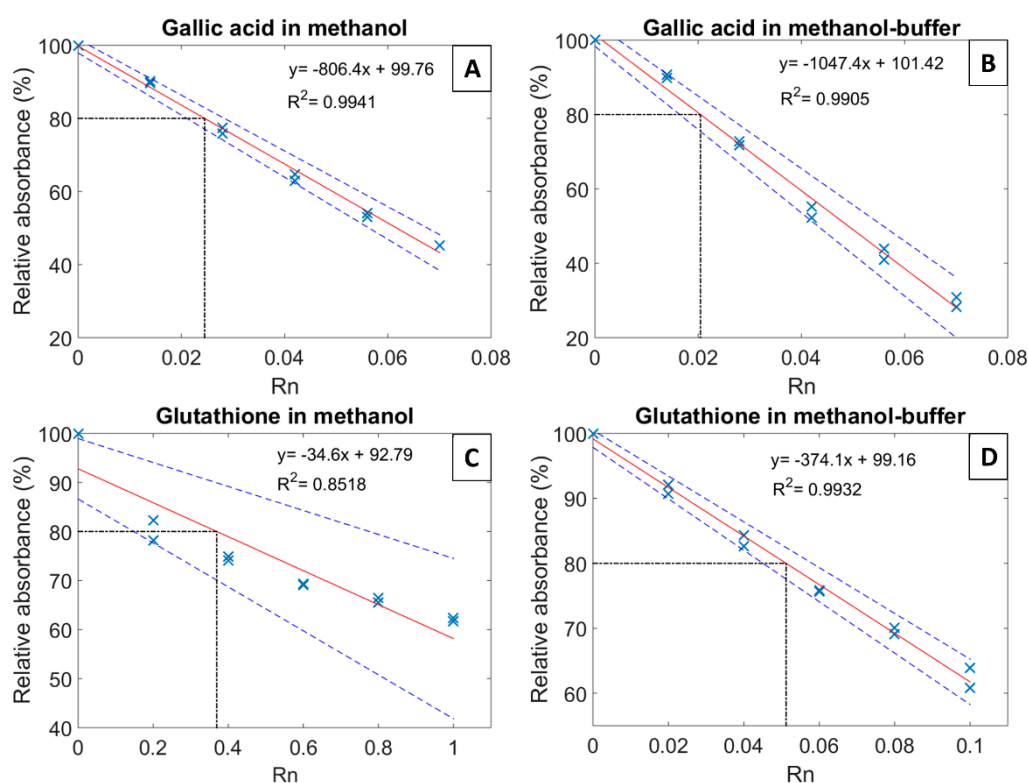 Gallic acid in methanol
A
y= -806.4x + 99.76
R²= 0.9941
100
80
60
40
20
0
0.02
0.04
0.06
0.08
Relative absorbance (%)
Rn
Gallic acid in methanol-buffer
B
y= -1047.4x + 101.42
R²= 0.9905
100
80
60
40
20
0
0.02
0.04
0.06
0.08
Relative absorbance (%)
Rn
Glutathione in methanol
C
y= -34.6x + 92.79
R²= 0.8518
100
90
80
70
60
50
40
0
0.2
0.4
0.6
0.8
1
Relative absorbance (%)
Rn
Glutathione in methanol-buffer
D
y= -374.1x + 99.16
R²= 0.9932
100
90
80
70
60
0
0.02
0.04
0.06
0.08
0.1
Relative absorbance (%)
Rn